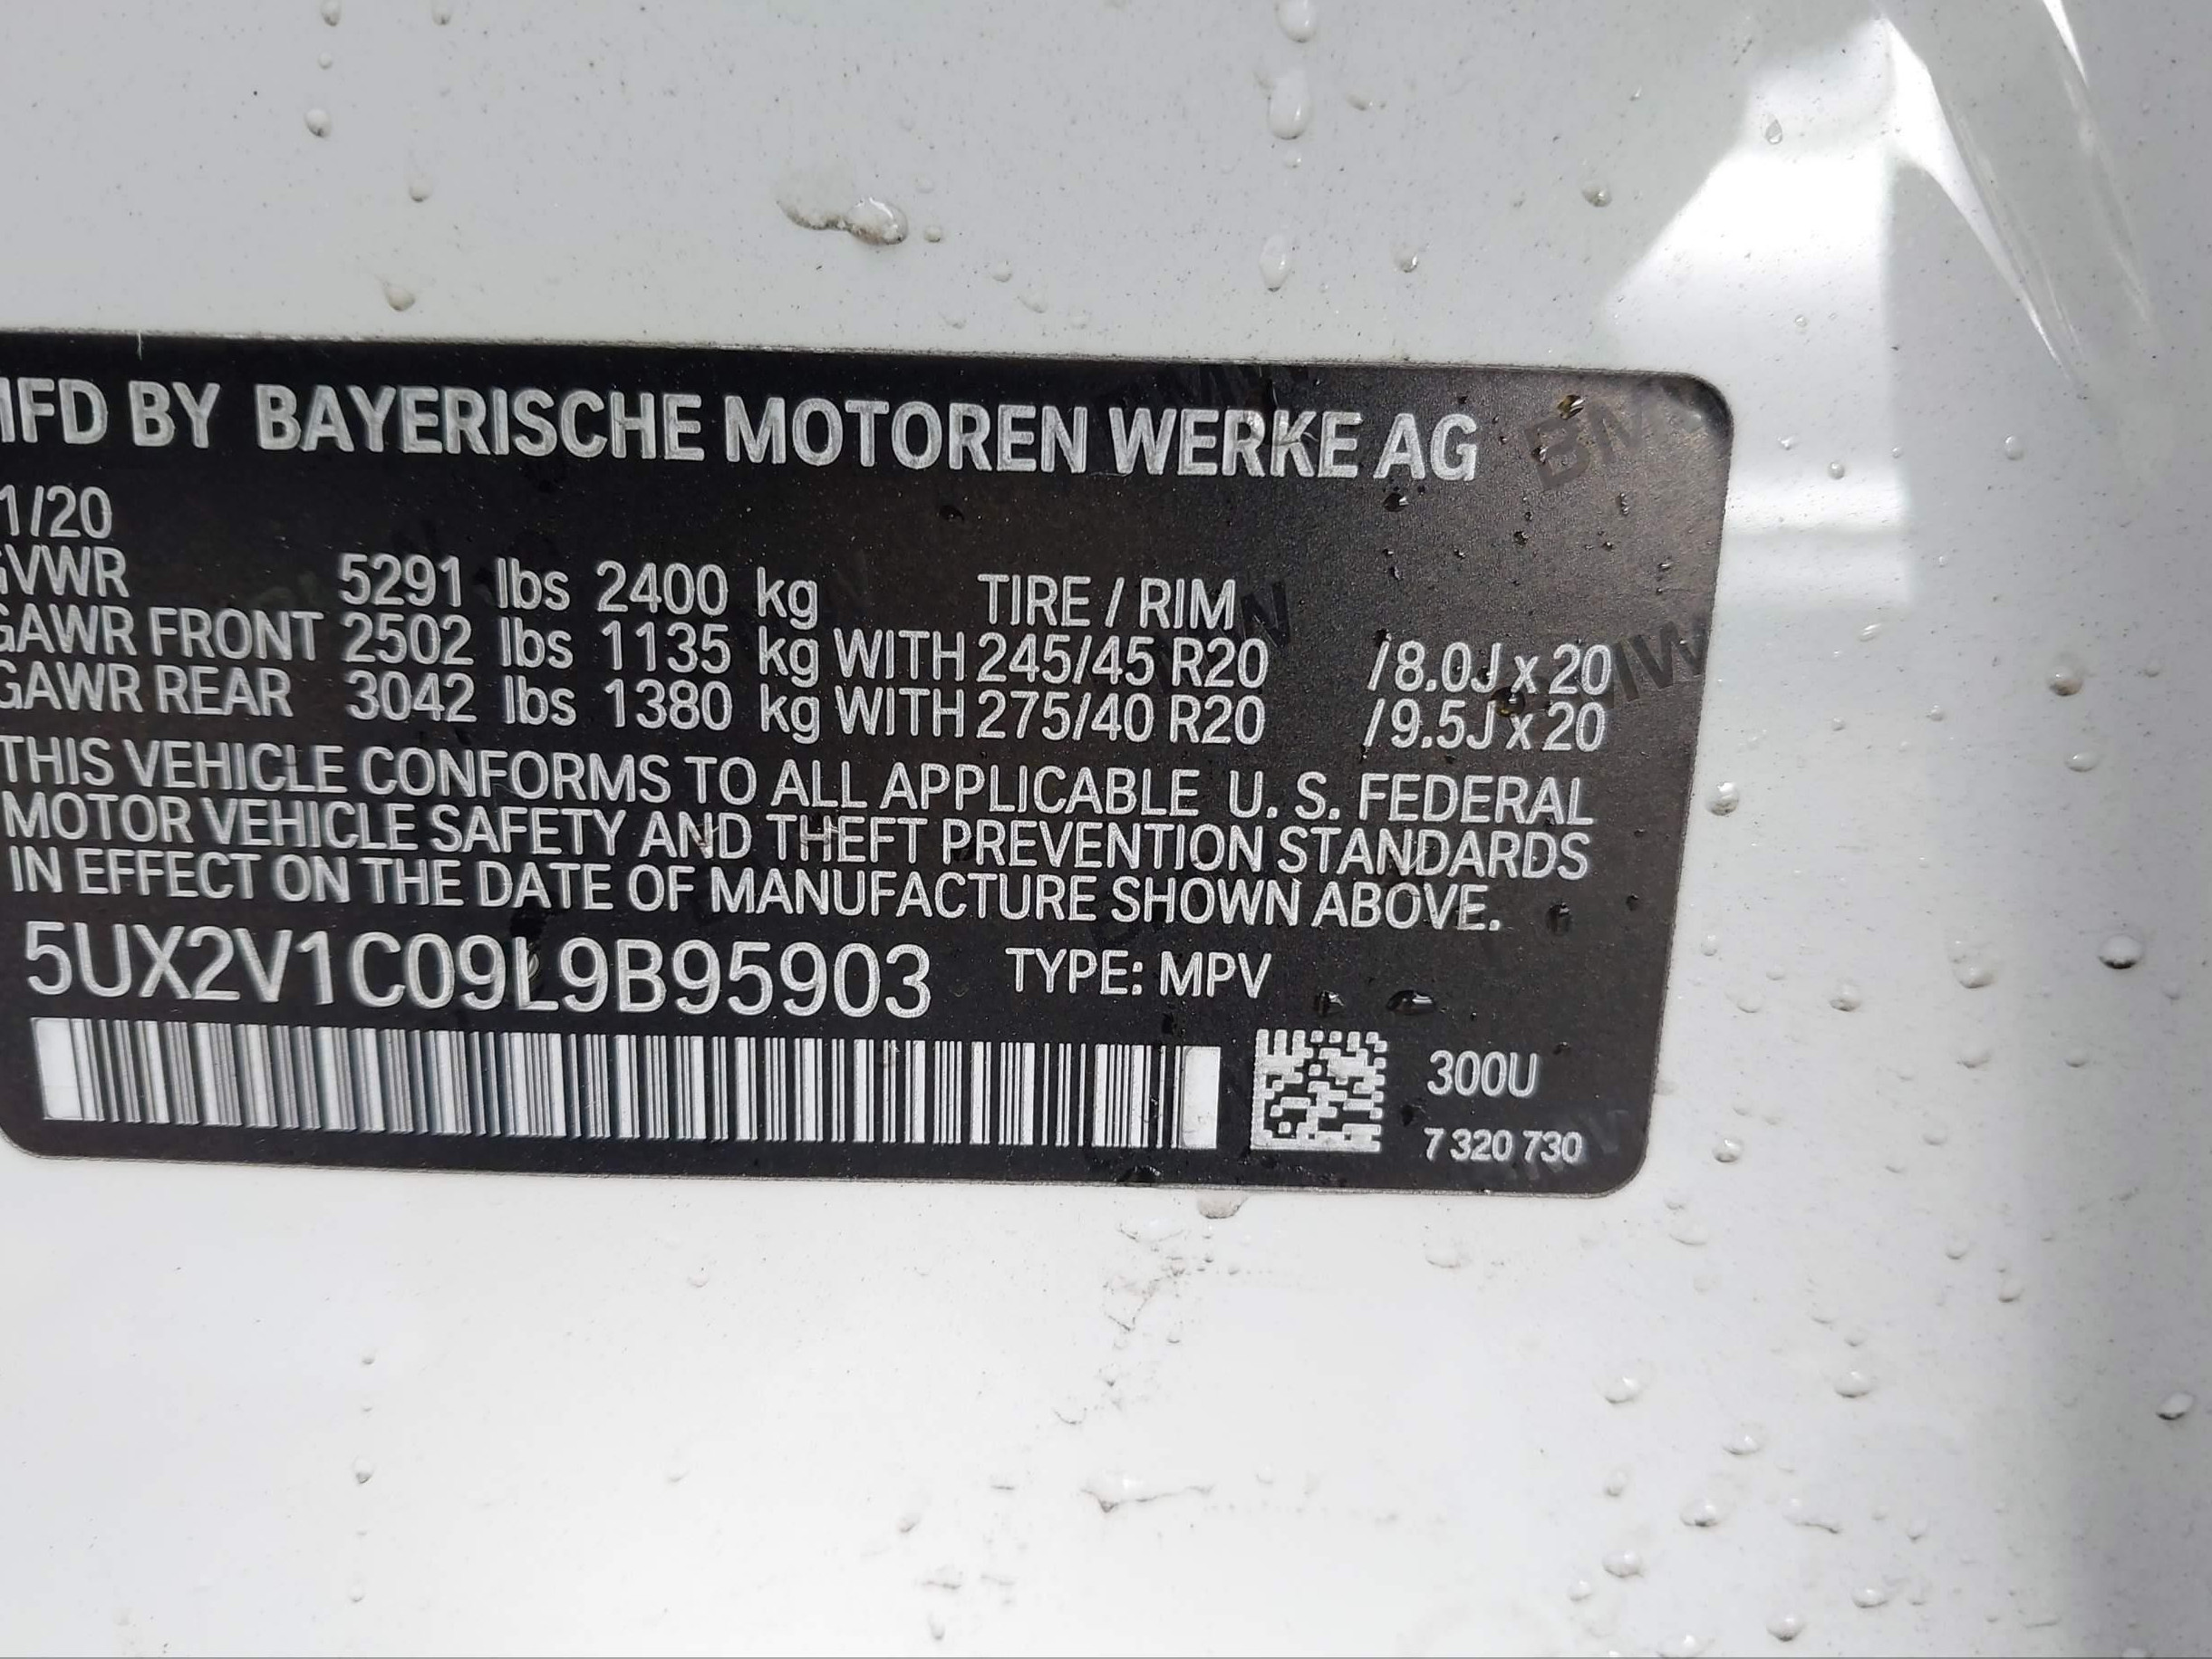 MFD BY BAYERISCHE MOTOREN WERKE AG
1/20
GVWR 5291 lbs 2400 kg TIRE / RIM
GAWR FRONT 2502 lbs 1135 kg WITH 245/45 R20 /8.0J x 20
GAWR REAR 3042 lbs 1380 kg WITH 275/40 R20 /9.5J x 20
THIS VEHICLE CONFORMS TO ALL APPLICABLE U. S. FEDERAL
MOTOR VEHICLE SAFETY AND THEFT PREVENTION STANDARDS
IN EFFECT ON THE DATE OF MANUFACTURE SHOWN ABOVE.
5UX2V1C09L9B95903 TYPE: MPV
300U
7 320 730